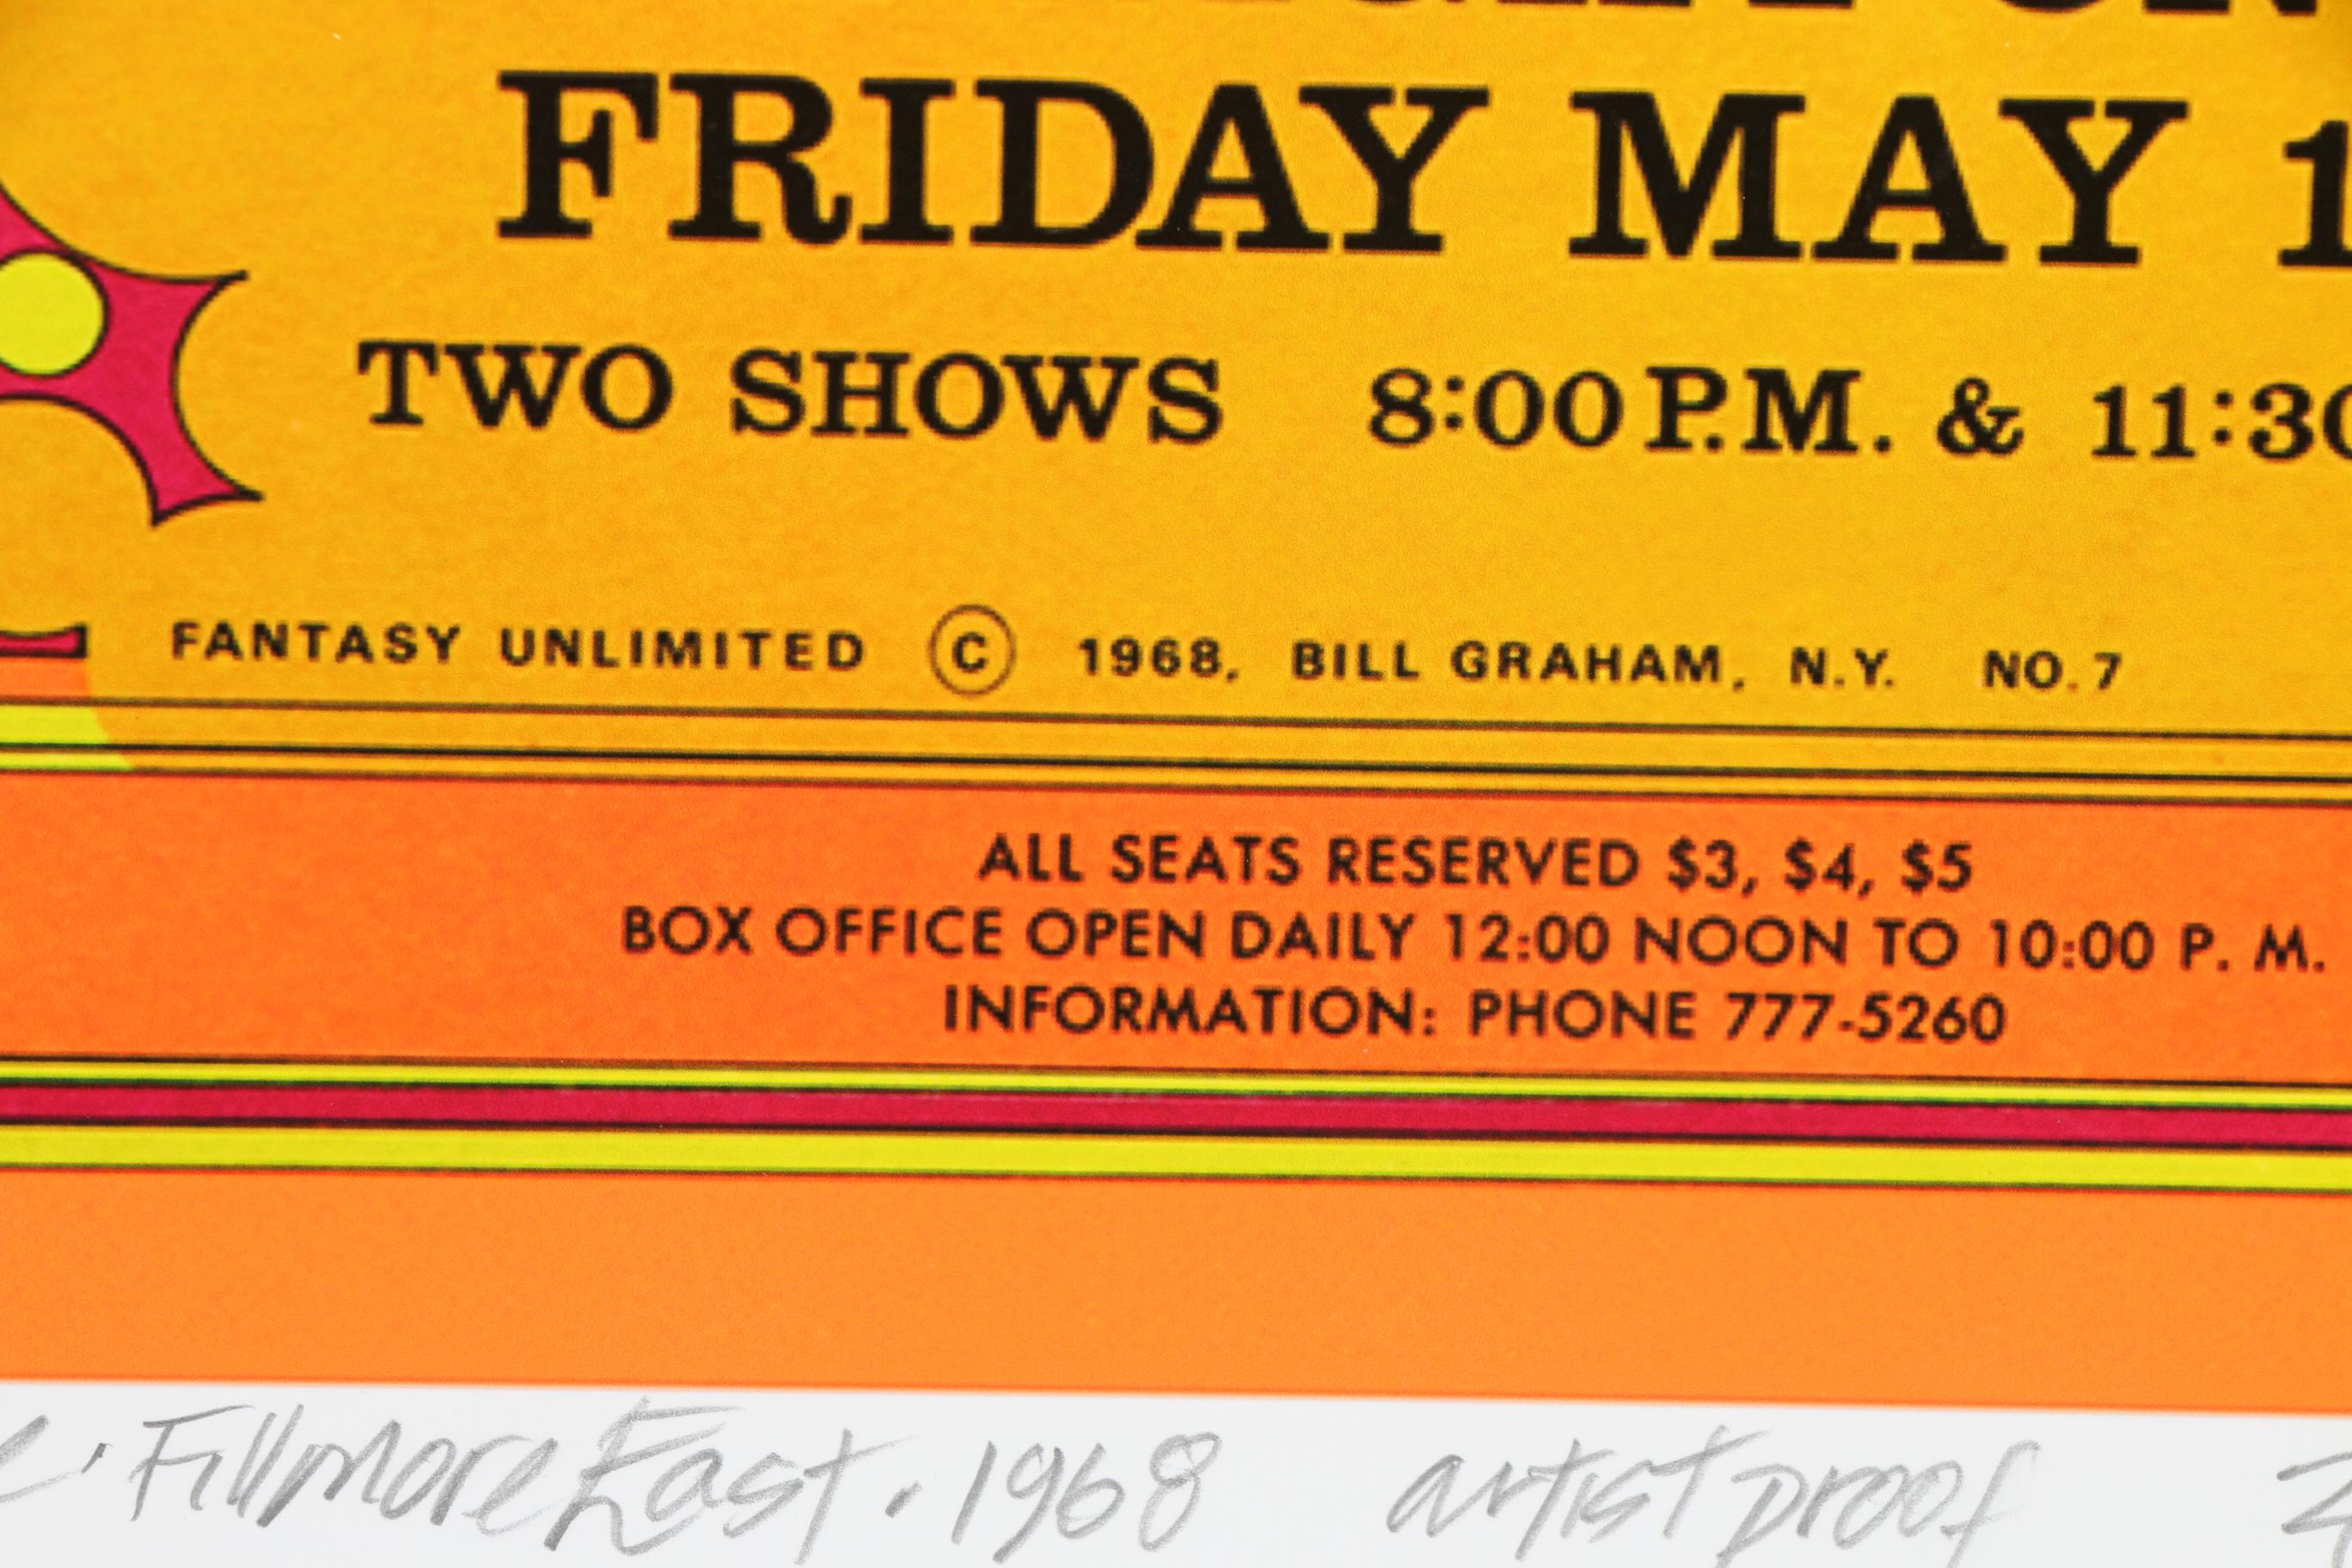 FRIDAY MAY 1
TWO SHOWS 8:00 P.M. & 11:30
FANTASY UNLIMITED © 1968, BILL GRAHAM, N.Y. NO. 7
ALL SEATS RESERVED $3, $4, $5
BOX OFFICE OPEN DAILY 12:00 NOON TO 10:00 P. M.
INFORMATION: PHONE 777-5260
Fillmore East. 1968 artist proof